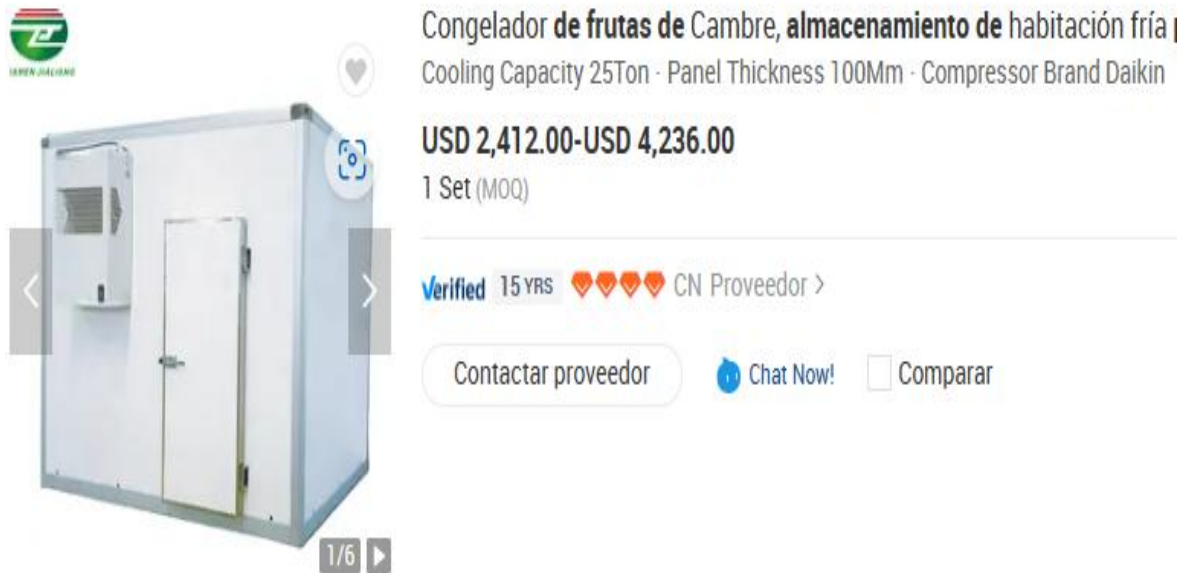 XIAMEN JIALIANG
Congelador de frutas de Cambre, almacenamiento de habitación fría
Cooling Capacity 25Ton · Panel Thickness 100Mm · Compressor Brand Daikin
USD 2,412.00-USD 4,236.00
1 Set (MOQ)
Verified 15 YRS CN Proveedor >
Contactar proveedor Chat Now! Comparar
1/6